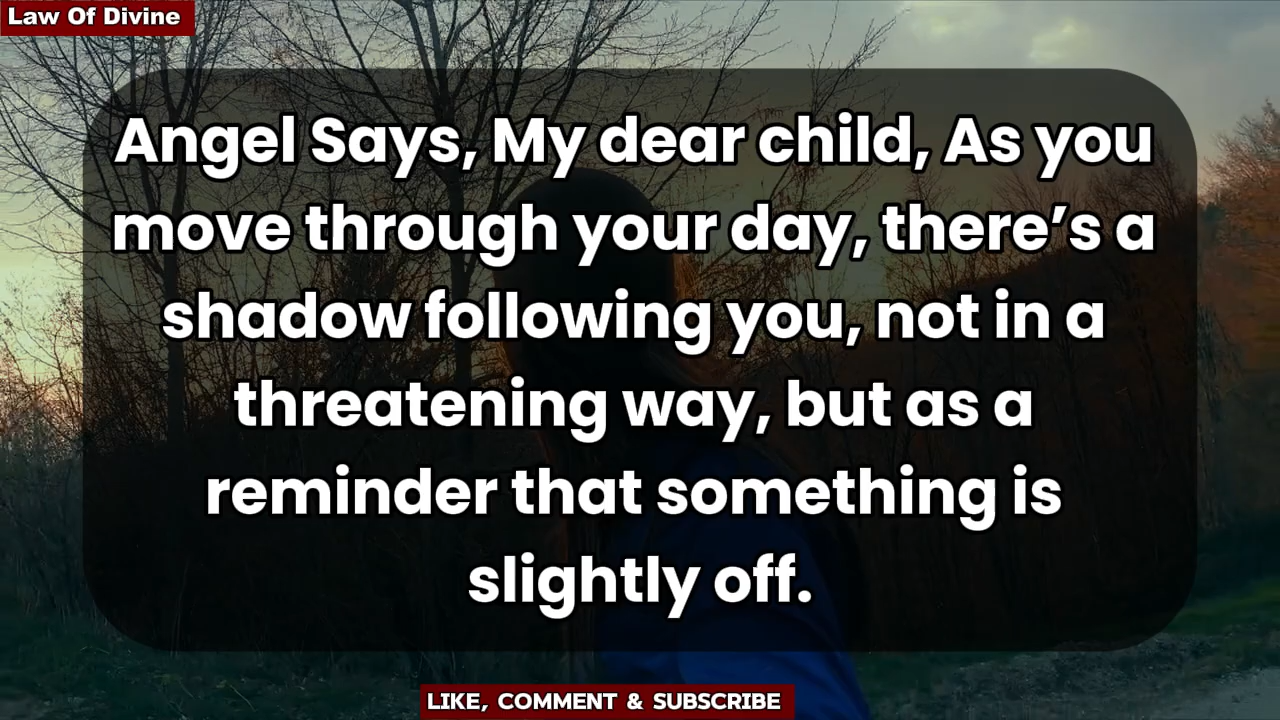 Law Of Divine
Angel Says, My dear child, As you
move through your day, there’s a
shadow following you, not in a
threatening way, but as a
reminder that something is
slightly off.
LIKE, COMMENT & SUBSCRIBE